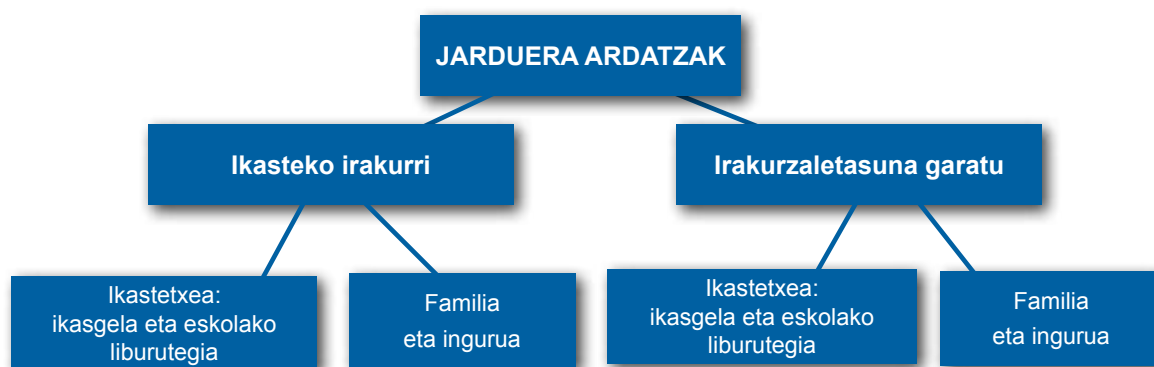 JARDUERA ARDATZAK
Ikasteko irakurri
Irakurzaletasuna garatu
Ikastetxea:
ikasgela eta eskolako
liburutegia
Familia
eta ingurua
Ikastetxea:
ikasgela eta eskolako
liburutegia
Familia
eta ingurua